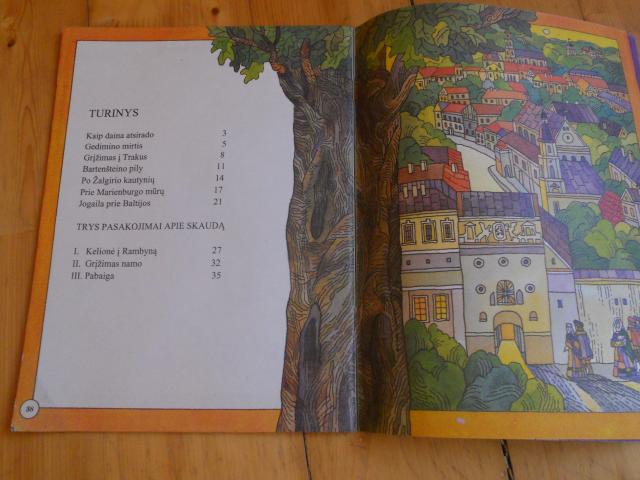 TURINYS
Kaip daina atsirado 3
Gedimino mirtis 5
Grįžimas į Trakus 8
Bartenšteino pily 11
Po Žalgirio kautynių 14
Prie Marienburgo mūrų 17
Jogaila prie Baltijos 21
TRYS PASAKOJIMAI APIE SKAUDĄ
I. Kelionė į Rambyną 27
II. Grįžimas namo 32
III. Pabaiga 35
38